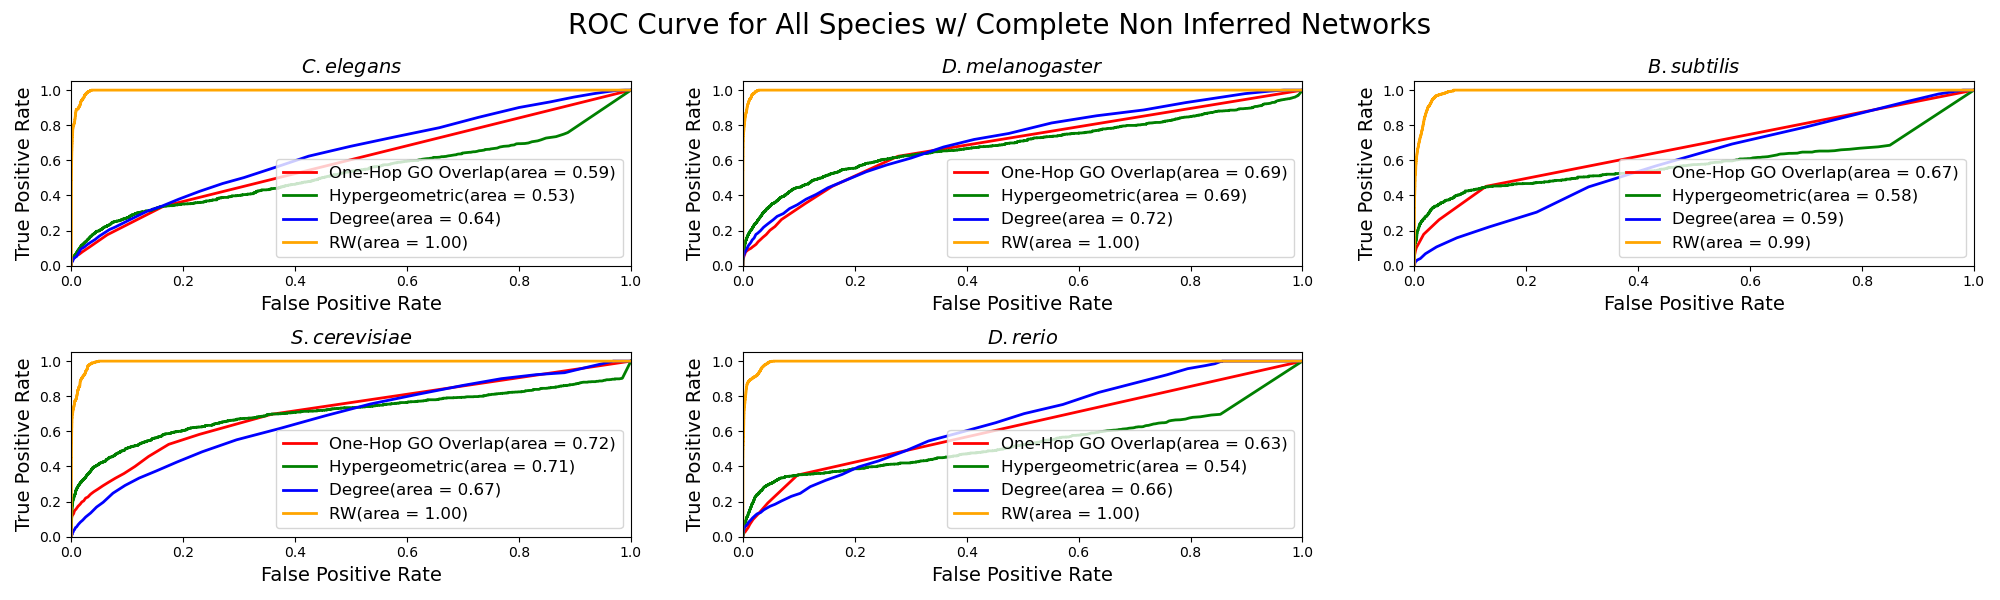 ROC Curve for All Species w/ Complete Non Inferred Networks
C.elegans
True Positive Rate
1.0
0.8
0.6
0.4
0.2
0.0
One-Hop GO Overlap(area = 0.59)
Hypergeometric(area = 0.53)
Degree(area = 0.64)
RW(area = 1.00)
0.0 0.2 0.4 0.6 0.8 1.0
False Positive Rate
D.melanogaster
True Positive Rate
1.0
0.8
0.6
0.4
0.2
0.0
One-Hop GO Overlap(area = 0.69)
Hypergeometric(area = 0.69)
Degree(area = 0.72)
RW(area = 1.00)
0.0 0.2 0.4 0.6 0.8 1.0
False Positive Rate
B.subtilis
True Positive Rate
1.0
0.8
0.6
0.4
0.2
0.0
One-Hop GO Overlap(area = 0.67)
Hypergeometric(area = 0.58)
Degree(area = 0.59)
RW(area = 0.99)
0.0 0.2 0.4 0.6 0.8 1.0
False Positive Rate
S.cerevisiae
True Positive Rate
1.0
0.8
0.6
0.4
0.2
0.0
One-Hop GO Overlap(area = 0.72)
Hypergeometric(area = 0.71)
Degree(area = 0.67)
RW(area = 1.00)
0.0 0.2 0.4 0.6 0.8 1.0
False Positive Rate
D.rerio
True Positive Rate
1.0
0.8
0.6
0.4
0.2
0.0
One-Hop GO Overlap(area = 0.63)
Hypergeometric(area = 0.54)
Degree(area = 0.66)
RW(area = 1.00)
0.0 0.2 0.4 0.6 0.8 1.0
False Positive Rate